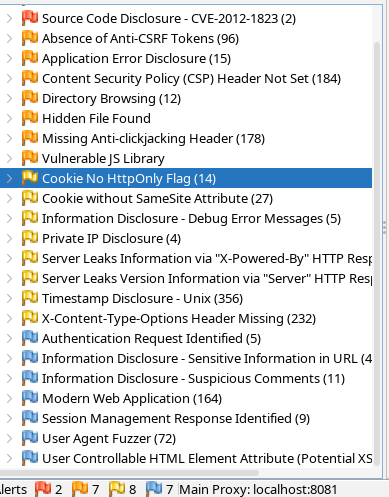 Source Code Disclosure - CVE-2012-1823 (2)
Absence of Anti-CSRF Tokens (96)
Application Error Disclosure (15)
Content Security Policy (CSP) Header Not Set (184)
Directory Browsing (12)
Hidden File Found
Missing Anti-clickjacking Header (178)
Vulnerable JS Library
Cookie No HttpOnly Flag (14)
Cookie without SameSite Attribute (27)
Information Disclosure - Debug Error Messages (5)
Private IP Disclosure (4)
Server Leaks Information via "X-Powered-By" HTTP Resp
Server Leaks Version Information via "Server" HTTP Resp
Timestamp Disclosure - Unix (356)
X-Content-Type-Options Header Missing (232)
Authentication Request Identified (5)
Information Disclosure - Sensitive Information in URL (4
Information Disclosure - Suspicious Comments (11)
Modern Web Application (164)
Session Management Response Identified (9)
User Agent Fuzzer (72)
User Controllable HTML Element Attribute (Potential XS
lerts 2 7 8 7 Main Proxy: localhost:8081